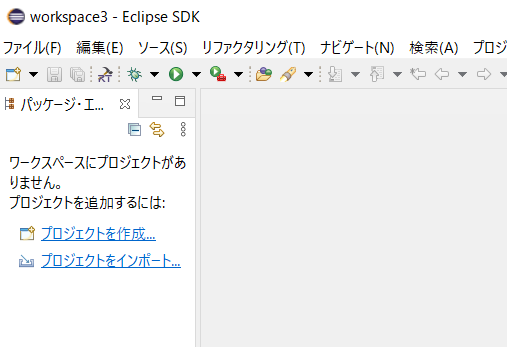 workspace3 - Eclipse SDK
ファイル(F) 編集(E) ソース(S) リファクタリング(T) ナビゲート(N) 検索(A) プロジ
パッケージ・エ...
ワークスペースにプロジェクトがあ
りません。
プロジェクトを追加するには:
プロジェクトを作成...
プロジェクトをインポート...